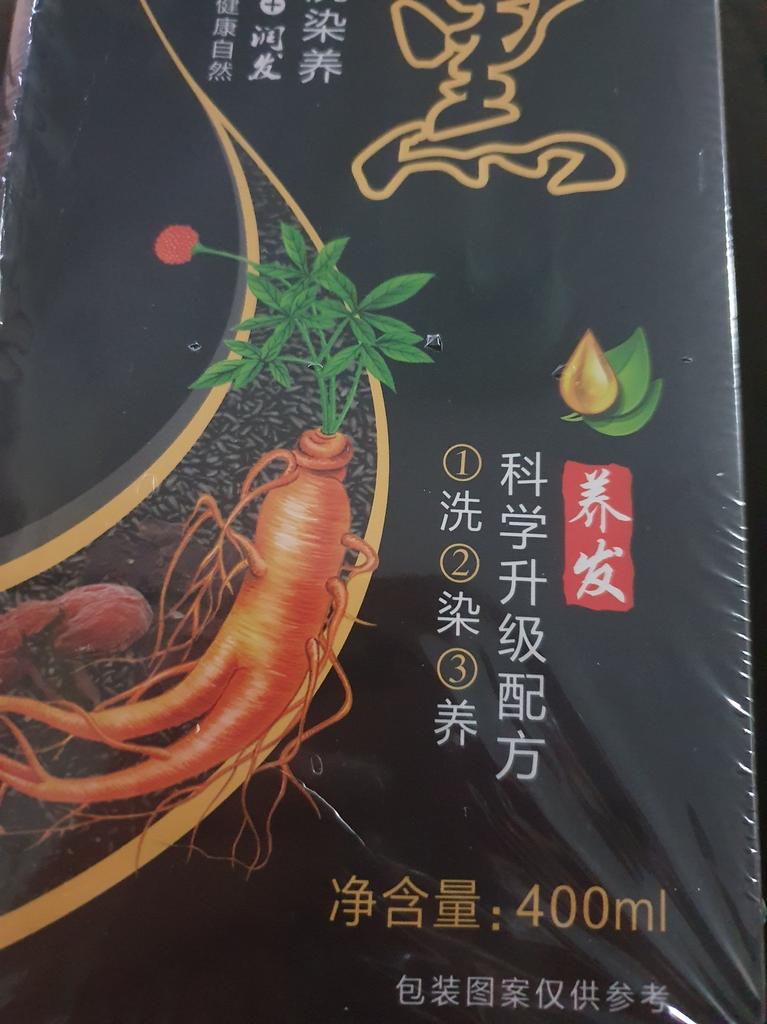 黑
染养
+润发
健康自然
养发
科学升级配方
①洗②染③养
净含量:400ml
包装图案仅供参考